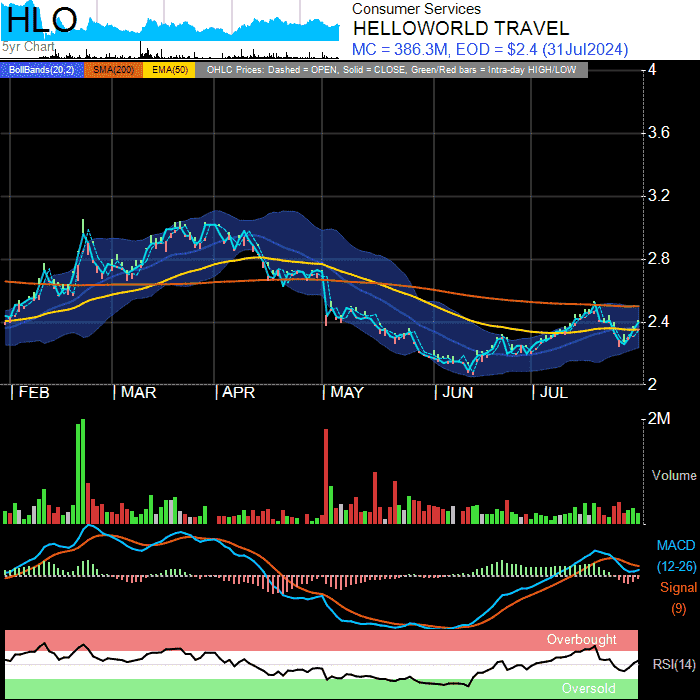 HLO
5yr Chart
Consumer Services
HELLOWORLD TRAVEL
MC = 386.3M, EOD = $2.4 (31Jul2024)
BollBands(20,2) SMA(200) EMA(50) OHLC Prices: Dashed = OPEN, Solid = CLOSE, Green/Red bars = Intra-day HIGH/LOW
4
3.6
3.2
2.8
2.4
2
FEB MAR APR MAY JUN JUL
2M
Volume
MACD
(12-26)
Signal
(9)
Overbought
RSI(14)
Oversold